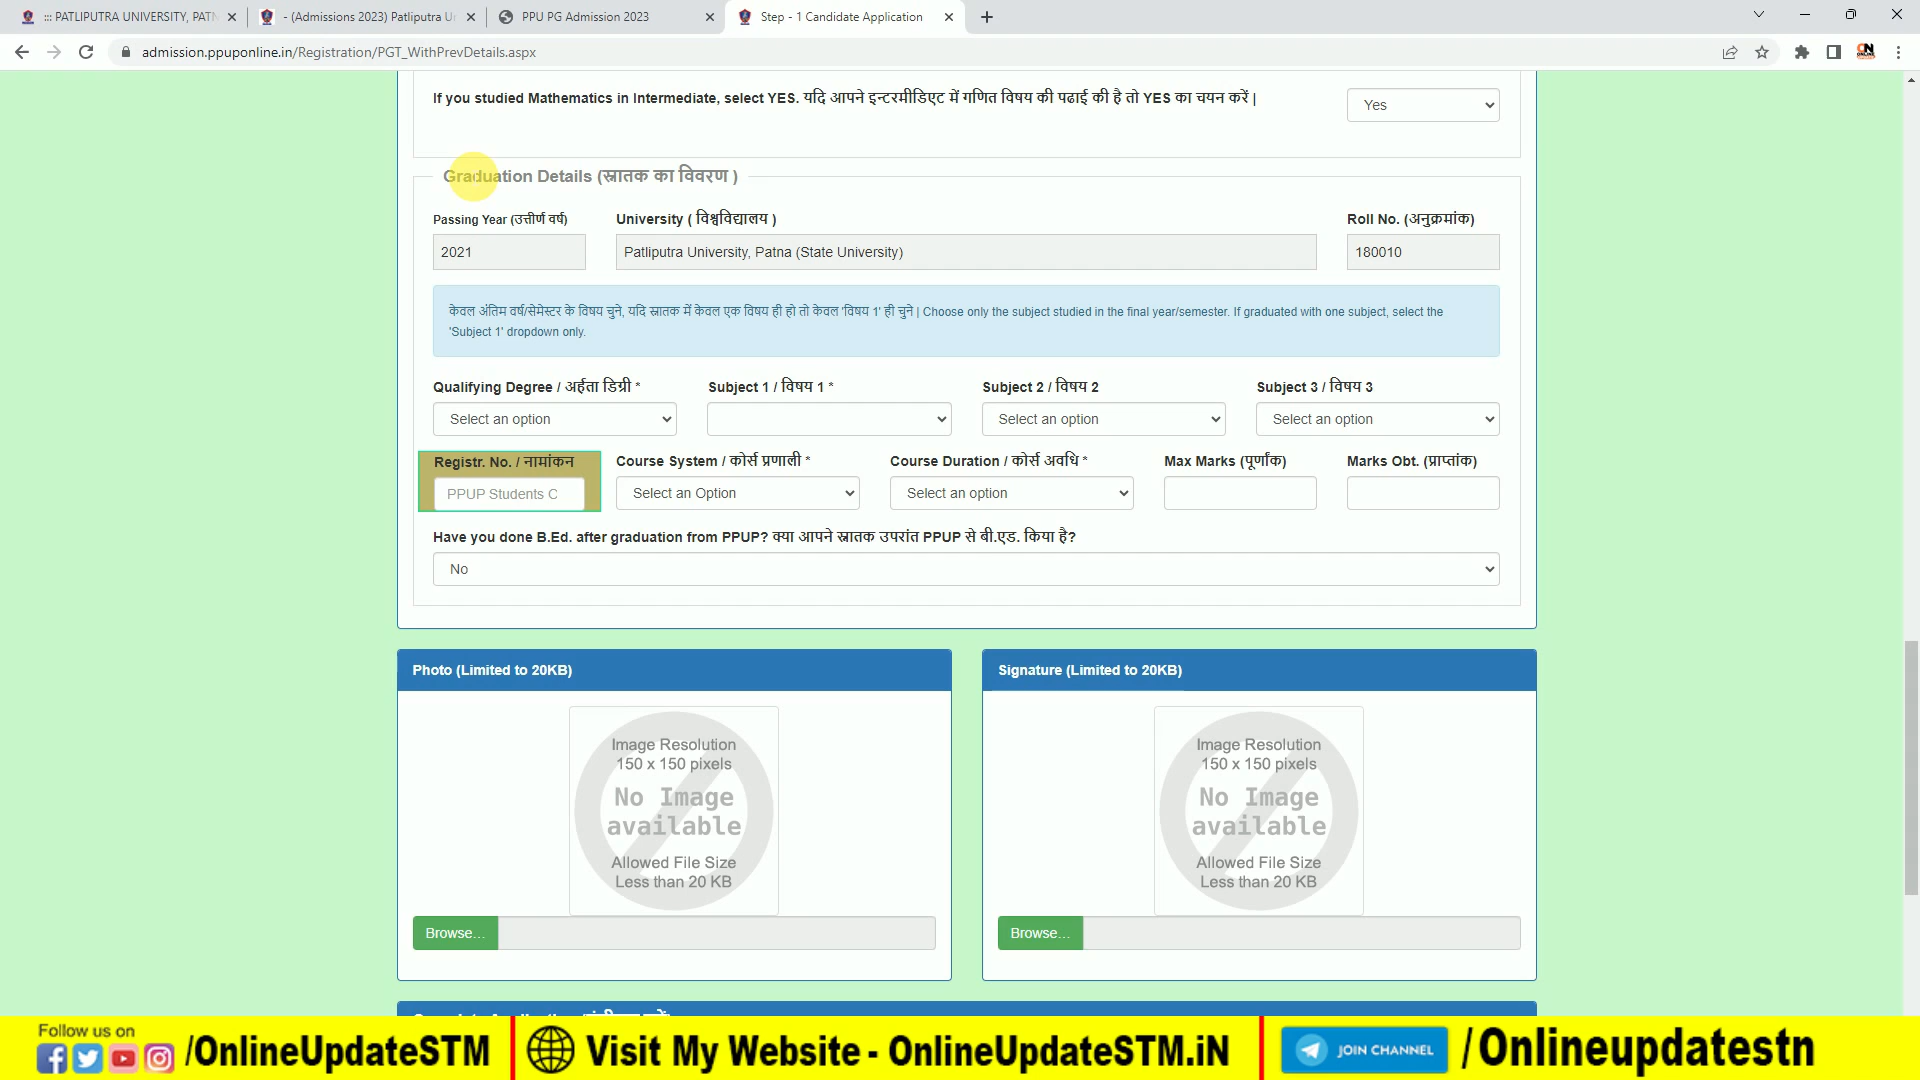 ::: PATLIPUTRA UNIVERSITY, PATN
- (Admissions 2023) Patliputra Un
PPU PG Admission 2023
Step - 1 Candidate Application
admission.ppuponline.in/Registration/PGT_WithPrevDetails.aspx
If you studied Mathematics in Intermediate, select YES. यदि आपने इन्टरमीडिएट में गणित विषय की पढाई की है तो YES का चयन करें |
Yes
Graduation Details (स्नातक का विवरण )
Passing Year (उत्तीर्ण वर्ष)
University ( विश्वविद्यालय )
Roll No. (अनुक्रमांक)
2021
Patliputra University, Patna (State University)
180010
केवल अंतिम वर्ष/सेमेस्टर के विषय चुने, यदि स्नातक में केवल एक विषय ही हो तो केवल 'विषय 1' ही चुने | Choose only the subject studied in the final year/semester. If graduated with one subject, select the
'Subject 1' dropdown only.
Qualifying Degree / अर्हता डिग्री *
Subject 1 / विषय 1 *
Subject 2 / विषय 2
Subject 3 / विषय 3
Select an option
Select an option
Select an option
Registr. No. / नामांकन
Course System / कोर्स प्रणाली *
Course Duration / कोर्स अवधि *
Max Marks (पूर्णांक)
Marks Obt. (प्राप्तांक)
PPUP Students C
Select an Option
Select an option
Have you done B.Ed. after graduation from PPUP? क्या आपने स्नातक उपरांत PPUP से बी.एड. किया है?
No
Photo (Limited to 20KB)
Signature (Limited to 20KB)
Image Resolution
150 x 150 pixels
No Image
available
Allowed File Size
Less than 20 KB
Image Resolution
150 x 150 pixels
No Image
available
Allowed File Size
Less than 20 KB
Browse...
Browse...
Follow us on
/OnlineUpdateSTM
Visit My Website - OnlineUpdateSTM.iN
JOIN CHANNEL
/Onlineupdatestn